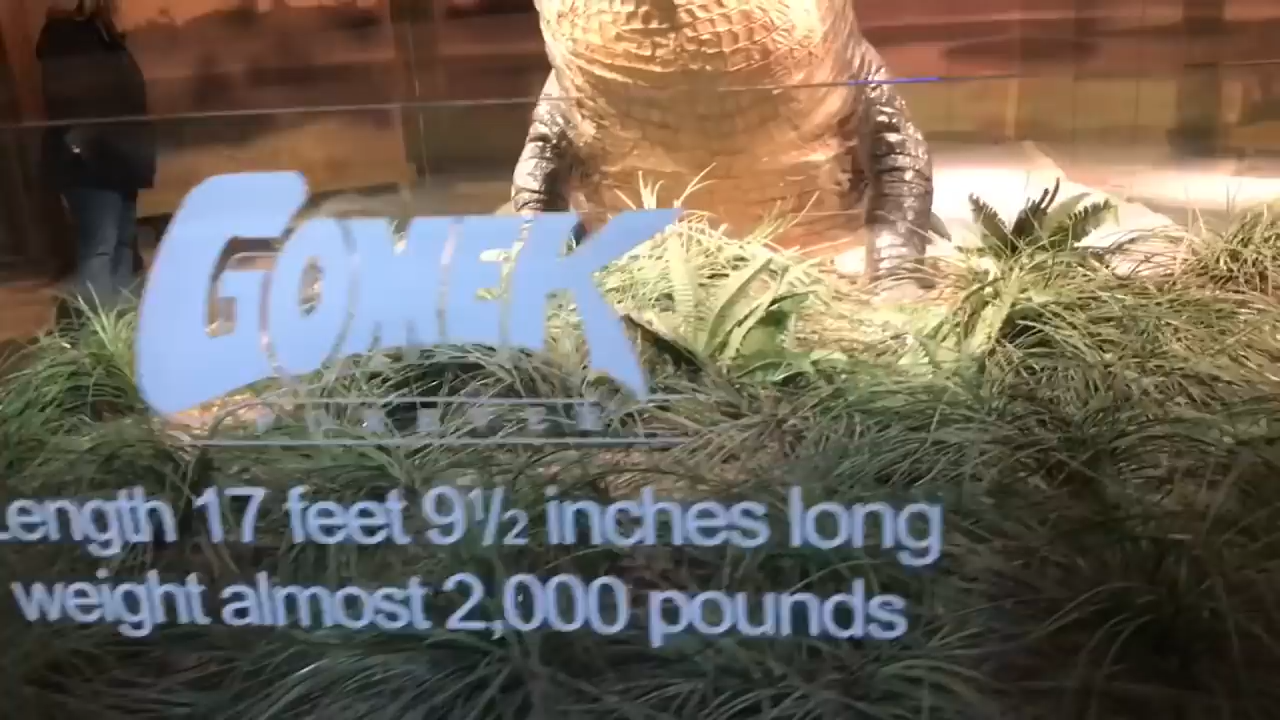 GOMEK
Length 17 feet 9½ inches long
weight almost 2,000 pounds